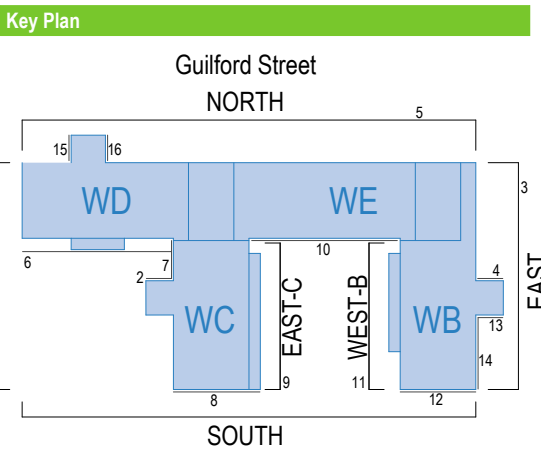 Key Plan
Guilford Street
NORTH
5
15
16
3
WD
WE
6
7
10
2
4
EAST
WC
EAST-C
WEST-B
WB
13
14
8
9
11
12
SOUTH